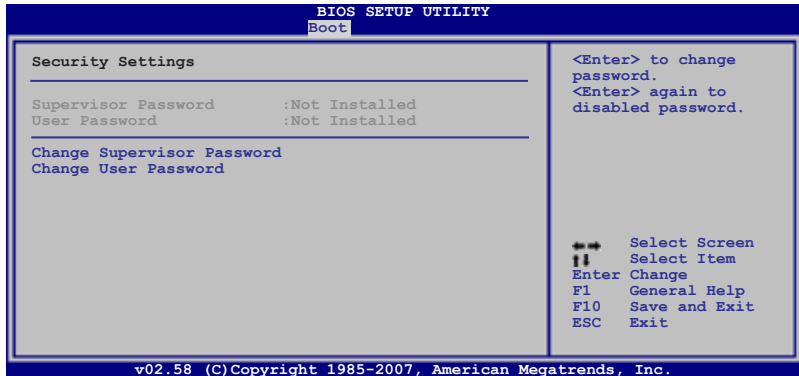 BIOS SETUP UTILITY
Boot
Security Settings
Supervisor Password :Not Installed
User Password :Not Installed
Change Supervisor Password
Change User Password
<Enter> to change
password.
<Enter> again to
disabled password.
←→ Select Screen
↑↓ Select Item
Enter Change
F1 General Help
F10 Save and Exit
ESC Exit
v02.58 (C)Copyright 1985-2007, American Megatrends, Inc.